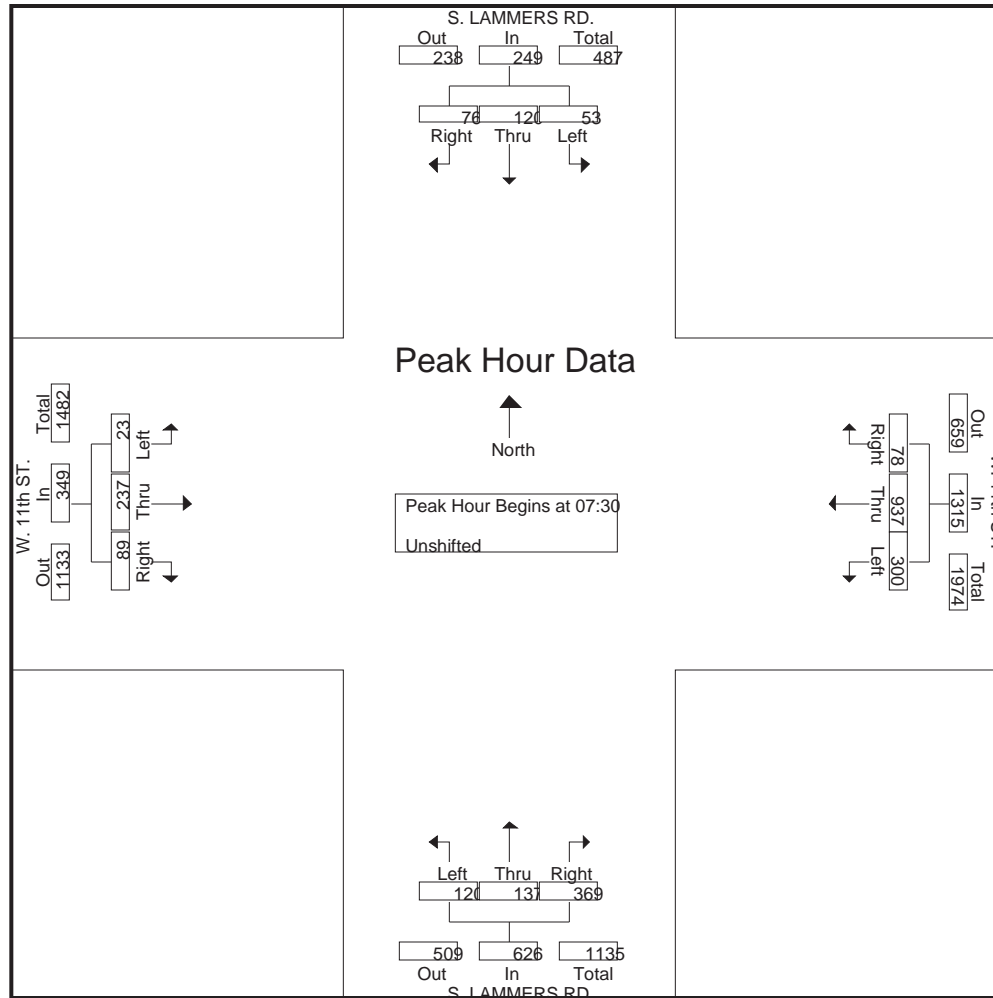 S. LAMMERS RD.
Out In Total
238 249 487
76 120 53
Right Thru Left
Peak Hour Data
North
Peak Hour Begins at 07:30
Unshifted
W. 11th ST.
Total In Out
1482 349 1133
23 237 89
Left Thru Right
Right Thru Left
78 937 300
659 1315 1974
Out In Total
Left Thru Right
120 137 369
509 626 1135
Out In Total
S. LAMMERS RD.